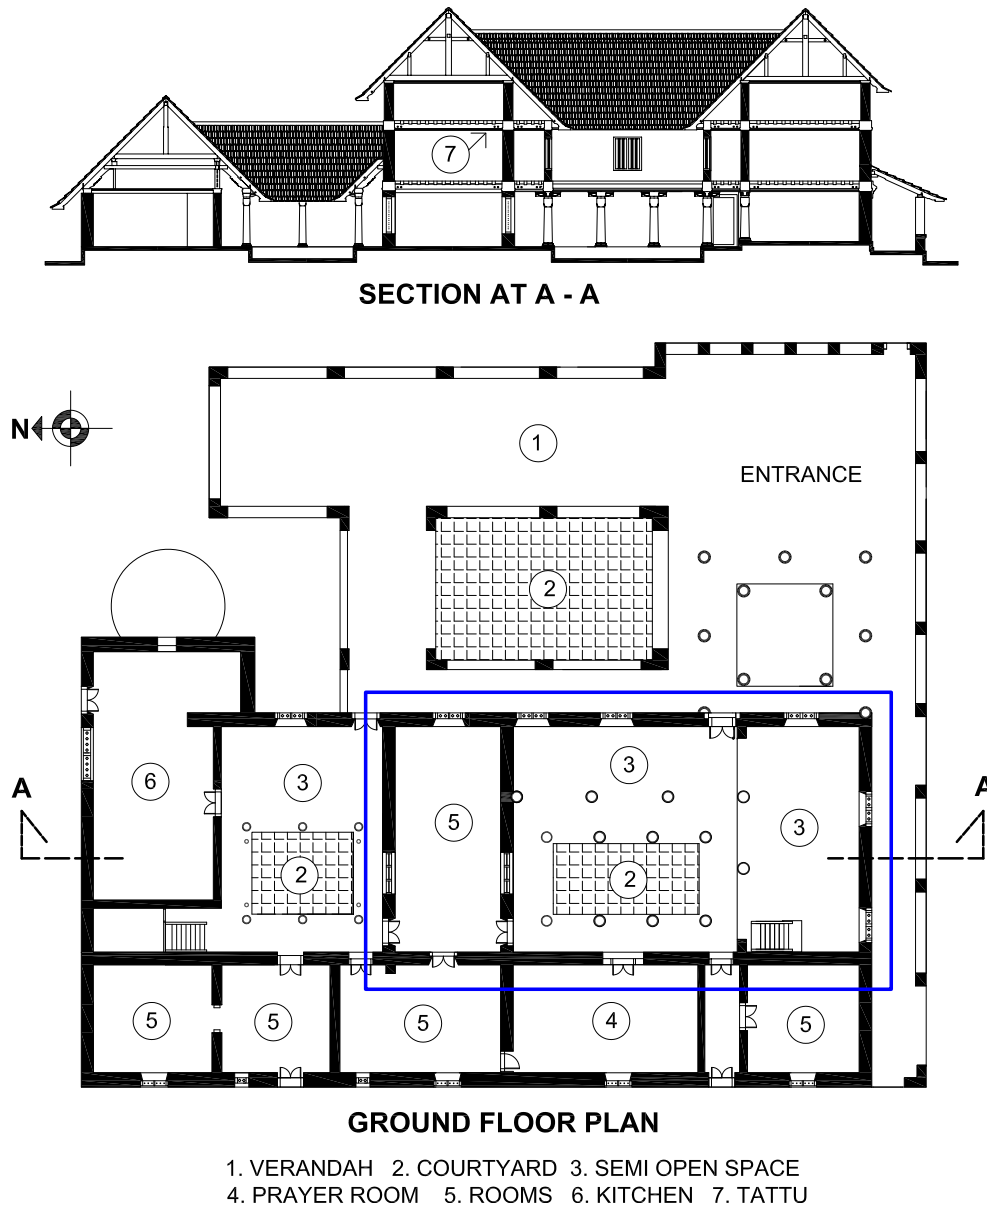 7
SECTION AT A - A
N
1
ENTRANCE
2
A
A
6
3
5
3
3
2
2
5
5
5
4
5
GROUND FLOOR PLAN
1. VERANDAH 2. COURTYARD 3. SEMI OPEN SPACE
4. PRAYER ROOM 5. ROOMS 6. KITCHEN 7. TATTU